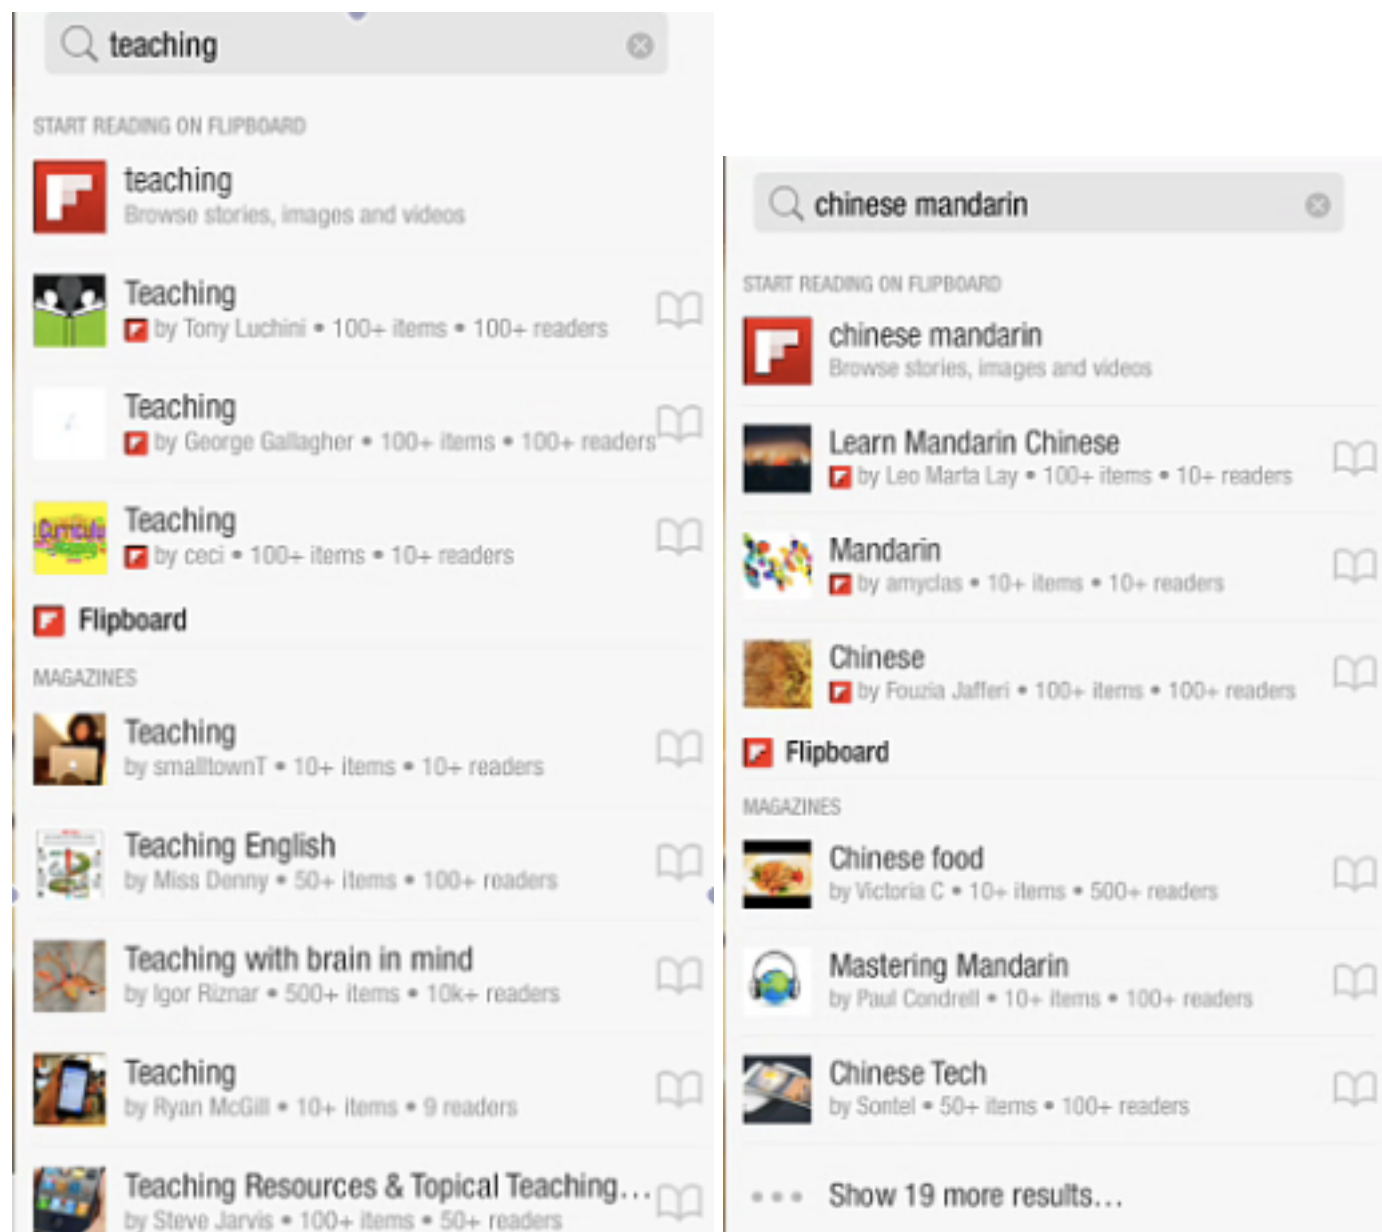 teaching
START READING ON FLIPBOARD
teaching
Browse stories, images and videos
Teaching
by Tony Luchini • 100+ items • 100+ readers
Teaching
by George Gallagher • 100+ items • 100+ readers
Teaching
by ceci • 100+ items • 10+ readers
Flipboard
MAGAZINES
Teaching
by smalltownT • 10+ items • 10+ readers
Teaching English
by Miss Denny • 50+ items • 100+ readers
Teaching with brain in mind
by Igor Riznar • 500+ items • 10k+ readers
Teaching
by Ryan McGill • 10+ items • 9 readers
Teaching Resources & Topical Teaching...
by Steve Jarvis • 100+ items • 50+ readers
chinese mandarin
START READING ON FLIPBOARD
chinese mandarin
Browse stories, images and videos
Learn Mandarin Chinese
by Leo Marta Lay • 100+ items • 10+ readers
Mandarin
by amyclas • 10+ items • 10+ readers
Chinese
by Fouzia Jafferi • 100+ items • 100+ readers
Flipboard
MAGAZINES
Chinese food
by Victoria C • 10+ items • 500+ readers
Mastering Mandarin
by Paul Condrell • 10+ items • 100+ readers
Chinese Tech
by Sontel • 50+ items • 100+ readers
Show 19 more results...